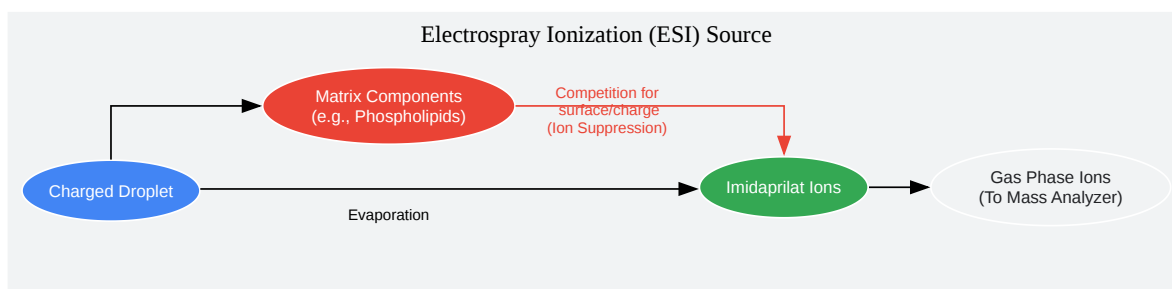 Electrospray Ionization (ESI) Source
Matrix Components
(e.g., Phospholipids)
Competition for
surface/charge
(Ion Suppression)
Charged Droplet
Evaporation
Imidaprilat Ions
Gas Phase Ions
(To Mass Analyzer)